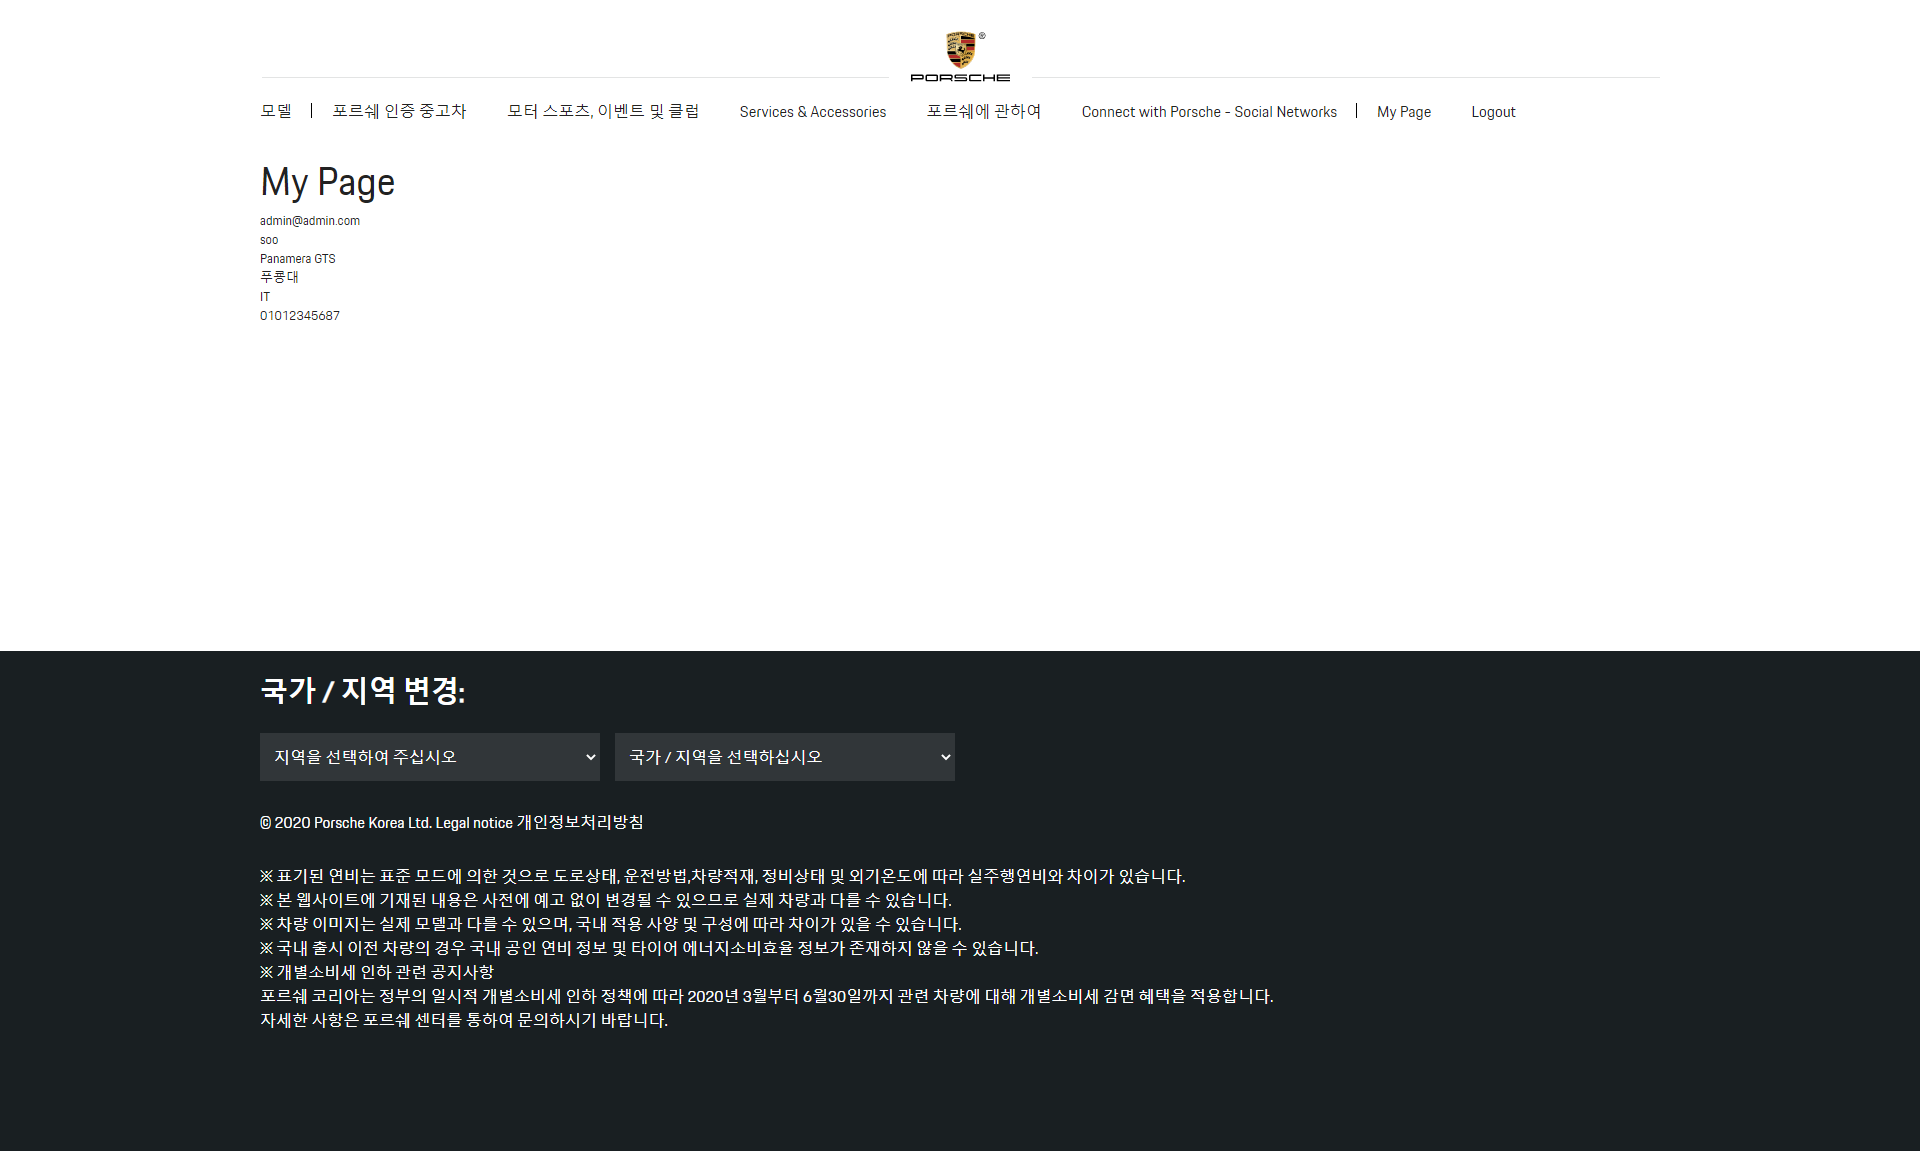 PORSCHE ®
PORSCHE
모델 | 포르쉐 인증 중고차 모터 스포츠, 이벤트 및 클럽 Services & Accessories 포르쉐에 관하여 Connect with Porsche - Social Networks | My Page Logout
My Page
admin@admin.com
soo
Panamera GTS
푸콩대
IT
01012345687
국가 / 지역 변경:
지역을 선택하여 주십시오 국가 / 지역을 선택하십시오
© 2020 Porsche Korea Ltd. Legal notice 개인정보처리방침
※ 표기된 연비는 표준 모드에 의한 것으로 도로상태, 운전방법,차량적재, 정비상태 및 외기온도에 따라 실주행연비와 차이가 있습니다.
※ 본 웹사이트에 기재된 내용은 사전에 예고 없이 변경될 수 있으므로 실제 차량과 다를 수 있습니다.
※ 차량 이미지는 실제 모델과 다를 수 있으며, 국내 적용 사양 및 구성에 따라 차이가 있을 수 있습니다.
※ 국내 출시 이전 차량의 경우 국내 공인 연비 정보 및 타이어 에너지소비효율 정보가 존재하지 않을 수 있습니다.
※ 개별소비세 인하 관련 공지사항
포르쉐 코리아는 정부의 일시적 개별소비세 인하 정책에 따라 2020년 3월부터 6월30일까지 관련 차량에 대해 개별소비세 감면 혜택을 적용합니다.
자세한 사항은 포르쉐 센터를 통하여 문의하시기 바랍니다.